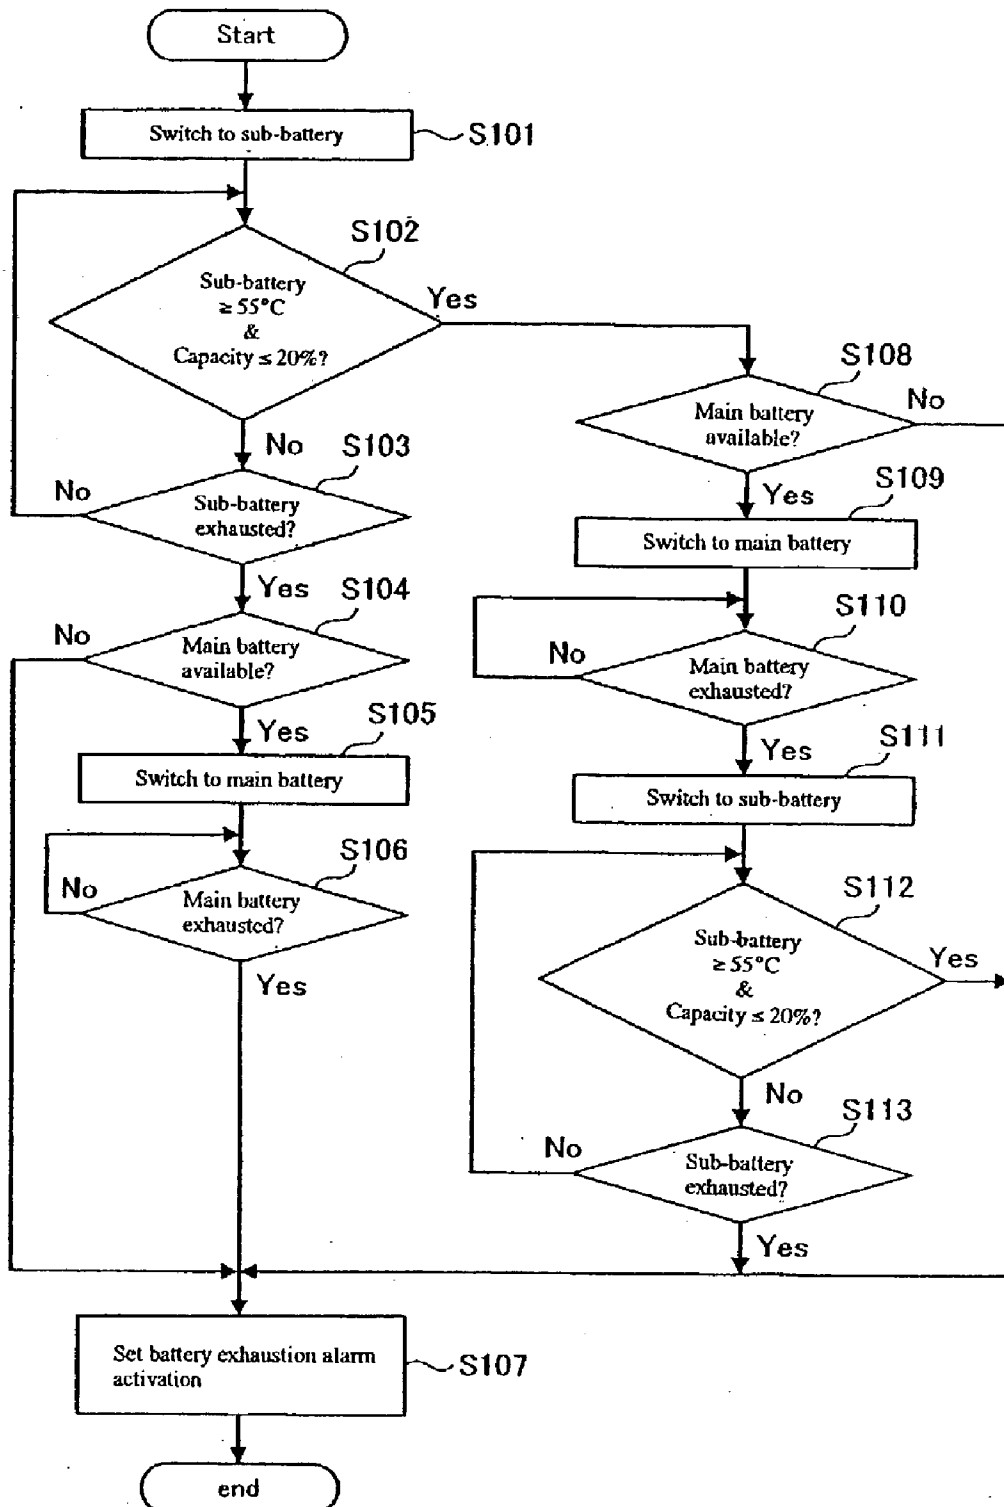 Start
Switch to sub-battery
S101
S102
Sub-battery
≥ 55°C
&
Capacity ≤ 20%?
Yes
No
S103
Sub-battery
exhausted?
No
Yes
S104
Main battery
available?
No
Yes
S105
Switch to main battery
S106
Main battery
exhausted?
No
Yes
S108
Main battery
available?
No
Yes
S109
Switch to main battery
S110
Main battery
exhausted?
No
Yes
S111
Switch to sub-battery
S112
Sub-battery
≥ 55°C
&
Capacity ≤ 20%?
Yes
No
S113
Sub-battery
exhausted?
No
Yes
Set battery exhaustion alarm
activation
S107
end